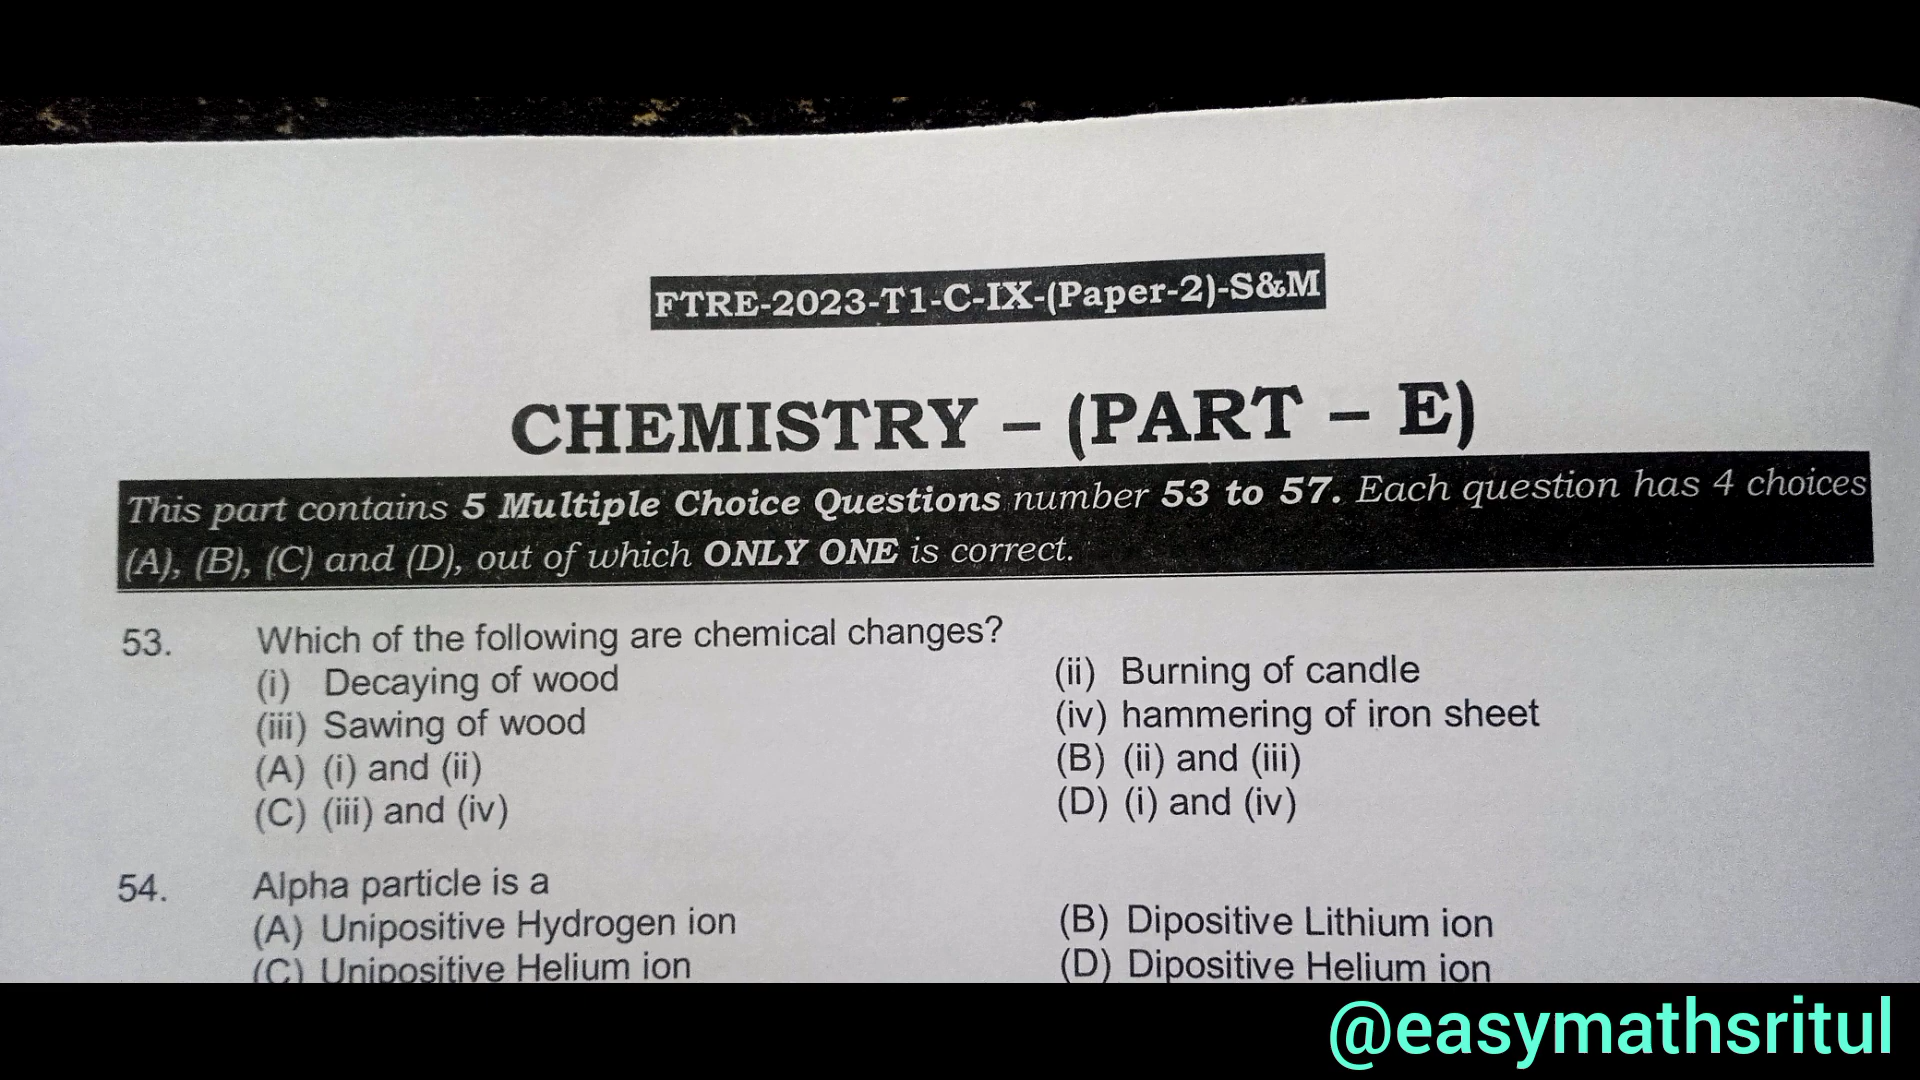 FTRE-2023-T1-C-IX-(Paper-2)-S&M
CHEMISTRY – (PART – E)
This part contains 5 Multiple Choice Questions number 53 to 57. Each question has 4 choices
(A), (B), (C) and (D), out of which ONLY ONE is correct.
53. Which of the following are chemical changes?
(i) Decaying of wood (ii) Burning of candle
(iii) Sawing of wood (iv) hammering of iron sheet
(A) (i) and (ii) (B) (ii) and (iii)
(C) (iii) and (iv) (D) (i) and (iv)
54. Alpha particle is a
(A) Unipositive Hydrogen ion (B) Dipositive Lithium ion
(C) Unipositive Helium ion (D) Dipositive Helium ion
@easymathsritul